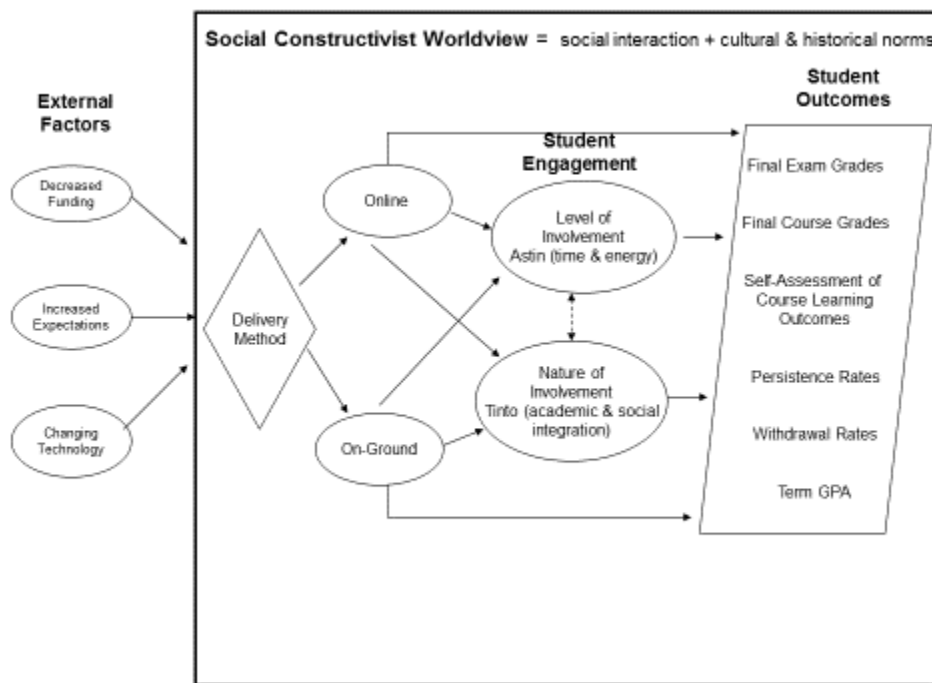 Social Constructivist Worldview = social interaction + cultural & historical norms
External
Factors
Decreased
Funding
Increased
Expectations
Changing
Technology
Delivery
Method
Online
On-Ground
Student
Engagement
Level of
Involvement
Astin (time & energy)
Nature of
Involvement
Tinto (academic & social
integration)
Student
Outcomes
Final Exam Grades
Final Course Grades
Self-Assessment of
Course Learning
Outcomes
Persistence Rates
Withdrawal Rates
Term GPA